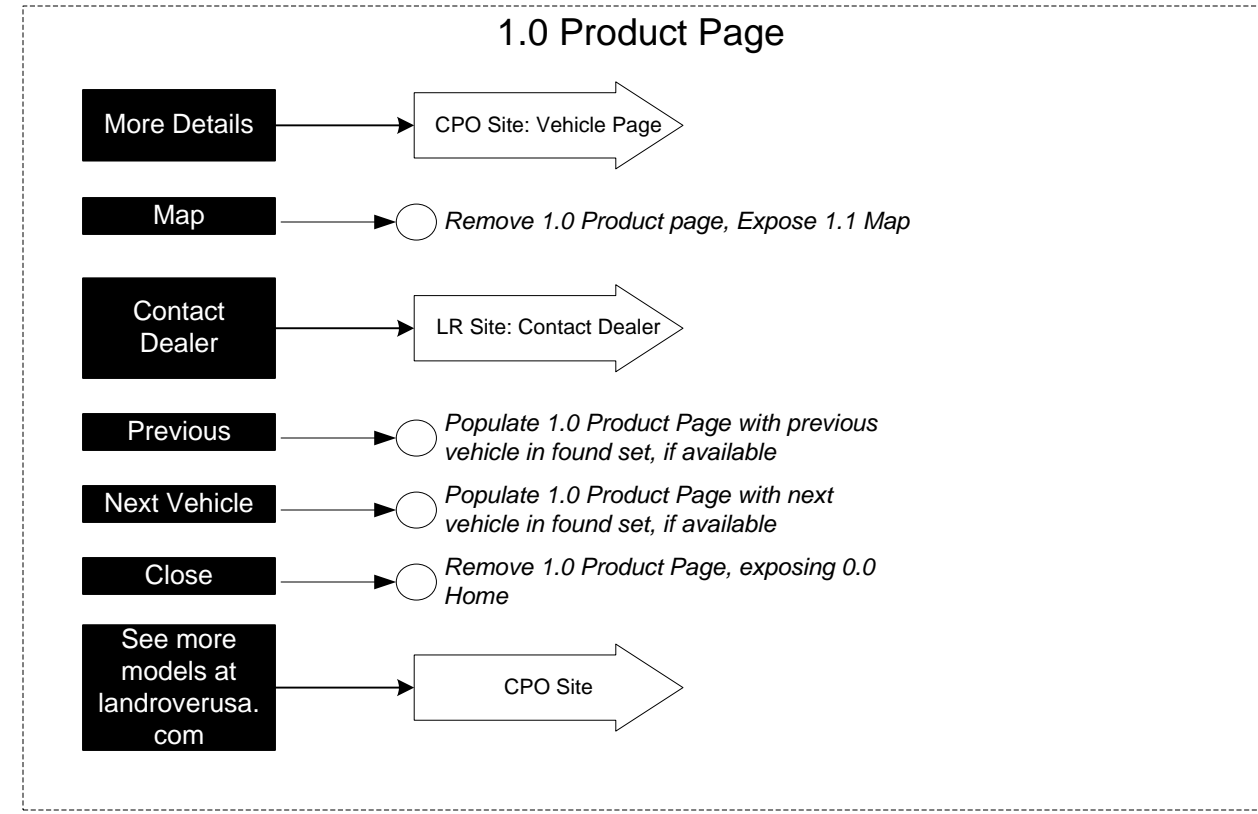 1.0 Product Page
More Details
CPO Site: Vehicle Page
Map
Remove 1.0 Product page, Expose 1.1 Map
Contact
Dealer
LR Site: Contact Dealer
Previous
Populate 1.0 Product Page with previous
vehicle in found set, if available
Next Vehicle
Populate 1.0 Product Page with next
vehicle in found set, if available
Close
Remove 1.0 Product Page, exposing 0.0
Home
See more
models at
landroverusa.
com
CPO Site